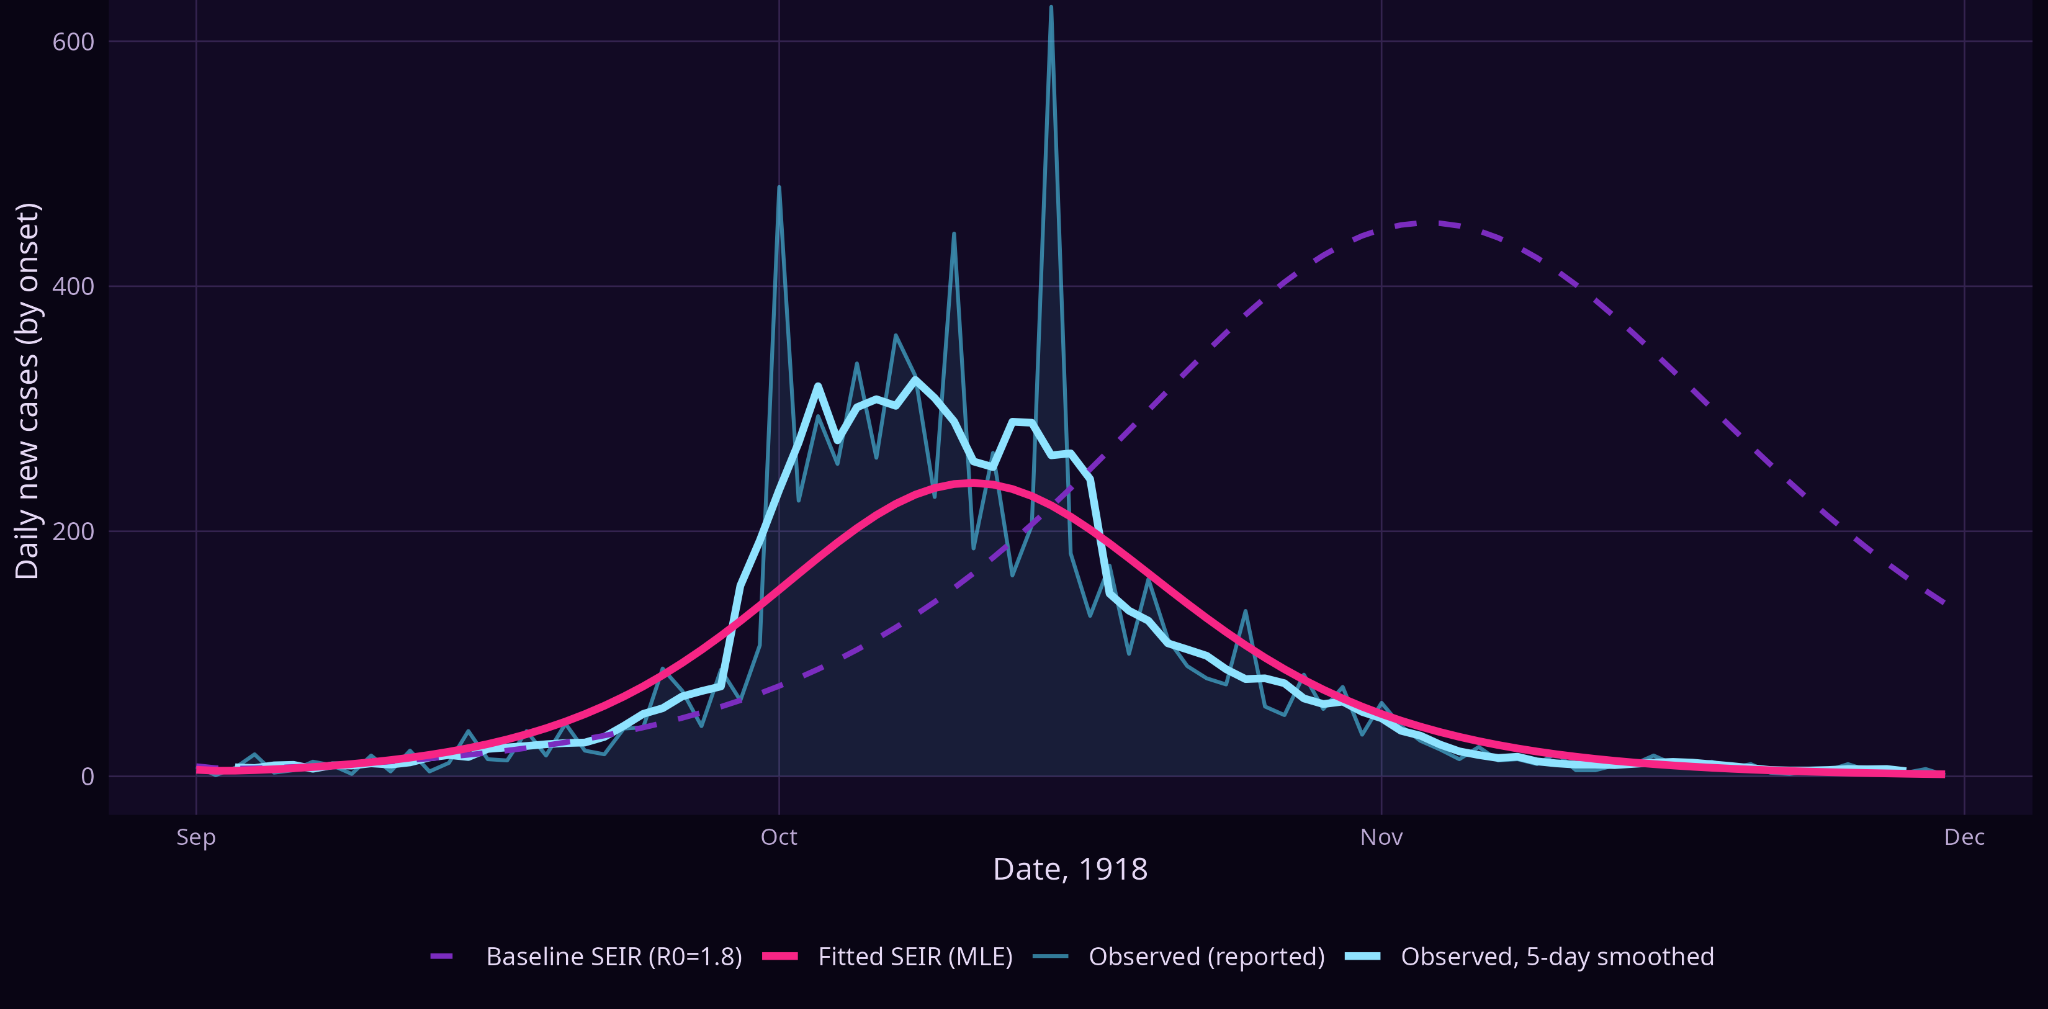 600
400
200
0
Daily new cases (by onset)
Sep Oct Nov Dec
Date, 1918
Baseline SEIR (R0=1.8) Fitted SEIR (MLE) Observed (reported) Observed, 5-day smoothed